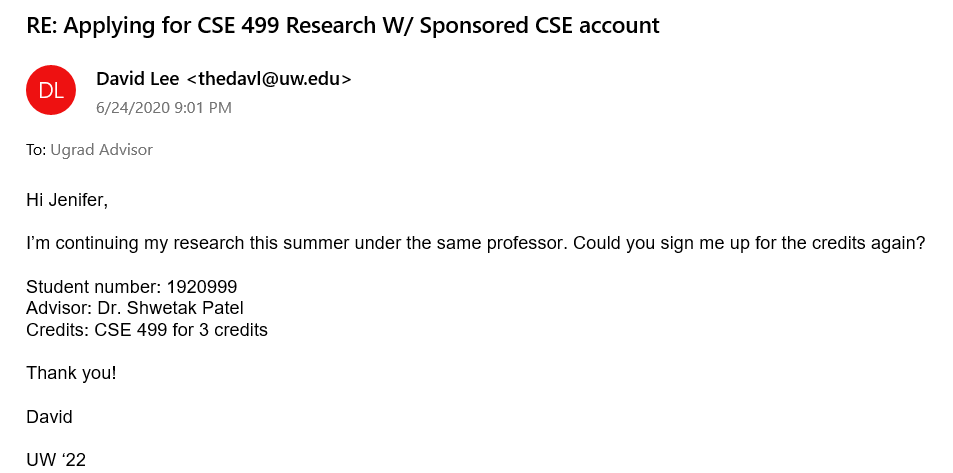 RE: Applying for CSE 499 Research W/ Sponsored CSE account
DL
David Lee <thedavl@uw.edu>
6/24/2020 9:01 PM
To: Ugrad Advisor
Hi Jenifer,
I’m continuing my research this summer under the same professor. Could you sign me up for the credits again?
Student number: 1920999
Advisor: Dr. Shwetak Patel
Credits: CSE 499 for 3 credits
Thank you!
David
UW ‘22